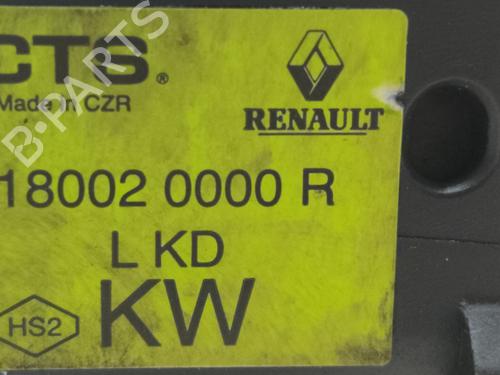 CTS®
Made in CZR
RENAULT
18002 0000 R
L KD
HS2
KW
B-PARTS